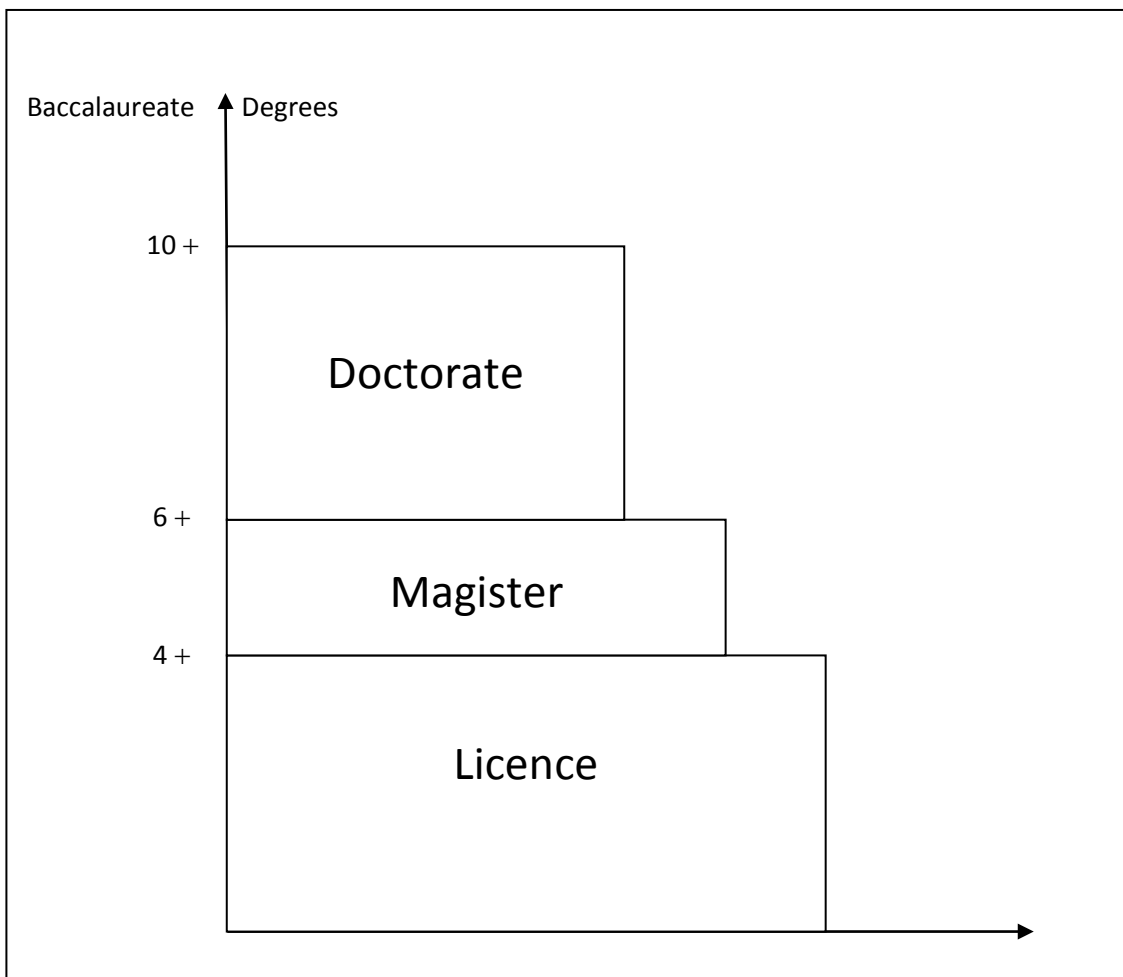 Baccalaureate Degrees
10 +
Doctorate
6 +
Magister
4 +
Licence